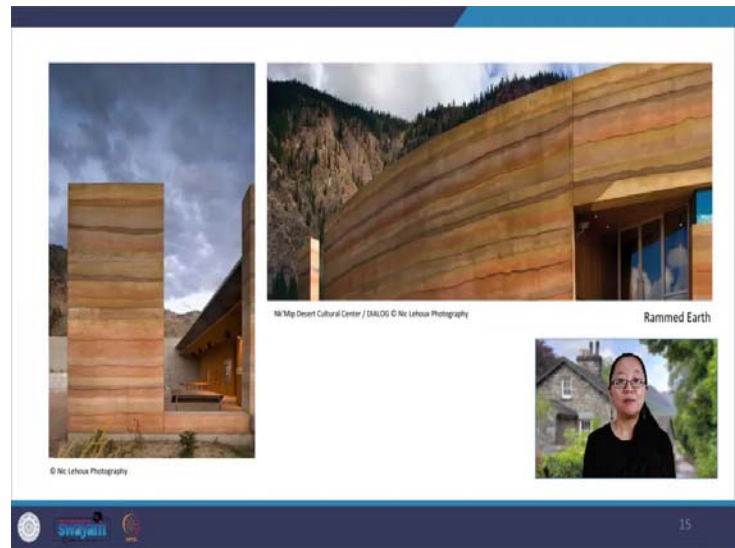 Nk'Mip Desert Cultural Center / DIALOG © Nic Lehoux Photography
Rammed Earth
© Nic Lehoux Photography
swayam
15